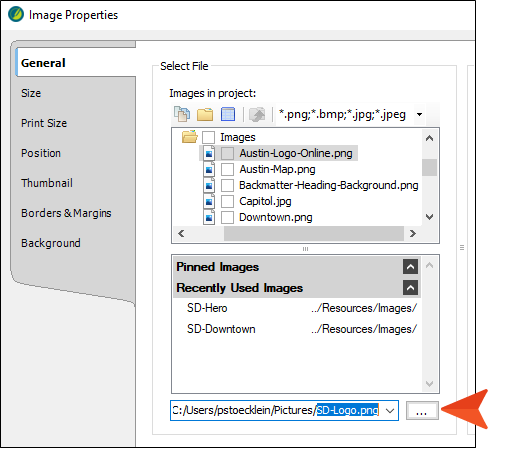 Image Properties
General
Size
Print Size
Position
Thumbnail
Borders & Margins
Background
Select File
Images in project:
*.png;*.bmp;*.jpg;*.jpeg
Images
Austin-Logo-Online.png
Austin-Map.png
Backmatter-Heading-Background.png
Capitol.jpg
Downtown.png
Pinned Images
Recently Used Images
SD-Hero ../Resources/Images/
SD-Downtown ../Resources/Images/
C:/Users/pstoecklein/Pictures/SD-Logo.png ...